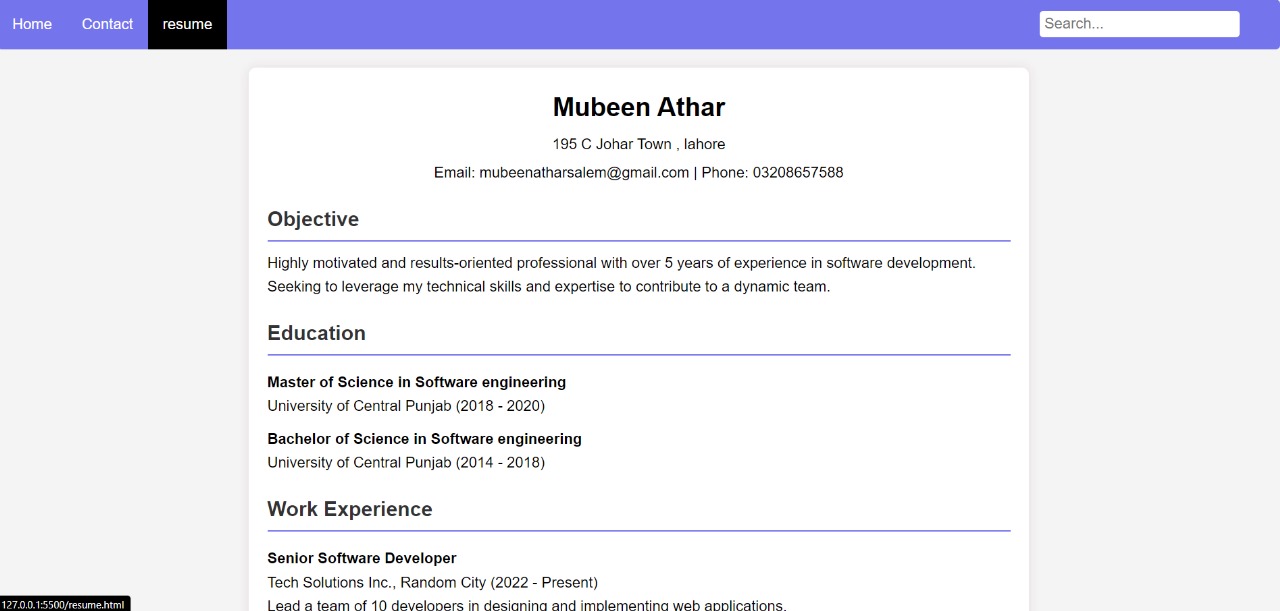 Home Contact resume Search...
Mubeen Athar
195 C Johar Town , lahore
Email: mubeenatharsalem@gmail.com | Phone: 03208657588
Objective
Highly motivated and results-oriented professional with over 5 years of experience in software development.
Seeking to leverage my technical skills and expertise to contribute to a dynamic team.
Education
Master of Science in Software engineering
University of Central Punjab (2018 - 2020)
Bachelor of Science in Software engineering
University of Central Punjab (2014 - 2018)
Work Experience
Senior Software Developer
Tech Solutions Inc., Random City (2022 - Present)
Lead a team of 10 developers in designing and implementing web applications.
127.0.0.1:5500/resume.html